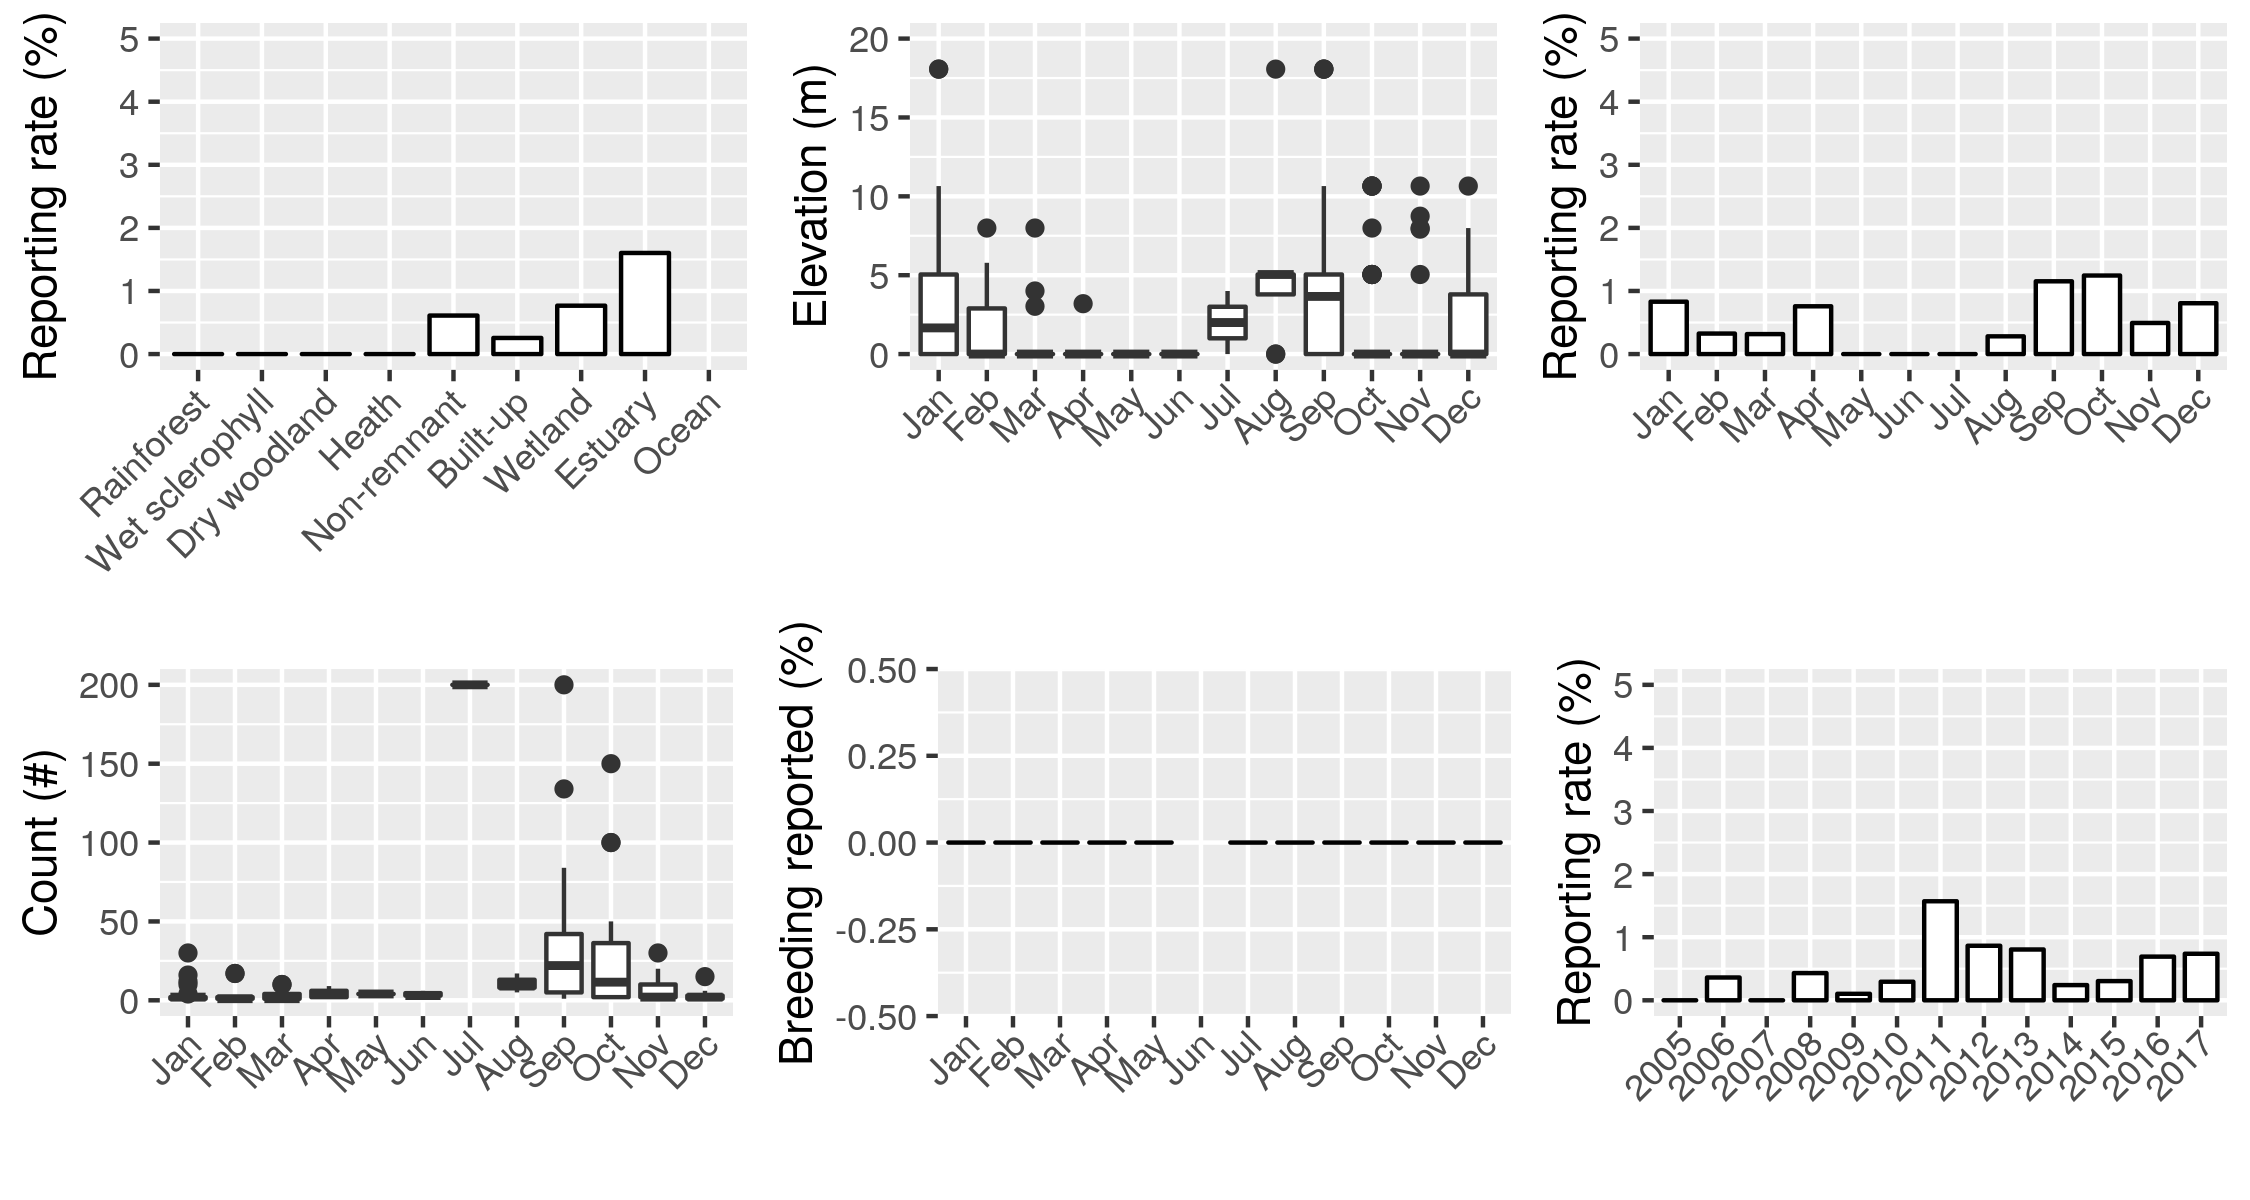 Reporting rate (%)
5
4
3
2
1
0
Rainforest
Wet sclerophyll
Dry woodland
Heath
Non-remnant
Built-up
Wetland
Estuary
Ocean
Elevation (m)
20
15
10
5
0
Jan
Feb
Mar
Apr
May
Jun
Jul
Aug
Sep
Oct
Nov
Dec
Reporting rate (%)
5
4
3
2
1
0
Jan
Feb
Mar
Apr
May
Jun
Jul
Aug
Sep
Oct
Nov
Dec
Count (#)
200
150
100
50
0
Jan
Feb
Mar
Apr
May
Jun
Jul
Aug
Sep
Oct
Nov
Dec
Breeding reported (%)
0.50
0.25
0.00
-0.25
-0.50
Jan
Feb
Mar
Apr
May
Jun
Jul
Aug
Sep
Oct
Nov
Dec
Reporting rate (%)
5
4
3
2
1
0
2005
2006
2007
2008
2009
2010
2011
2012
2013
2014
2015
2016
2017